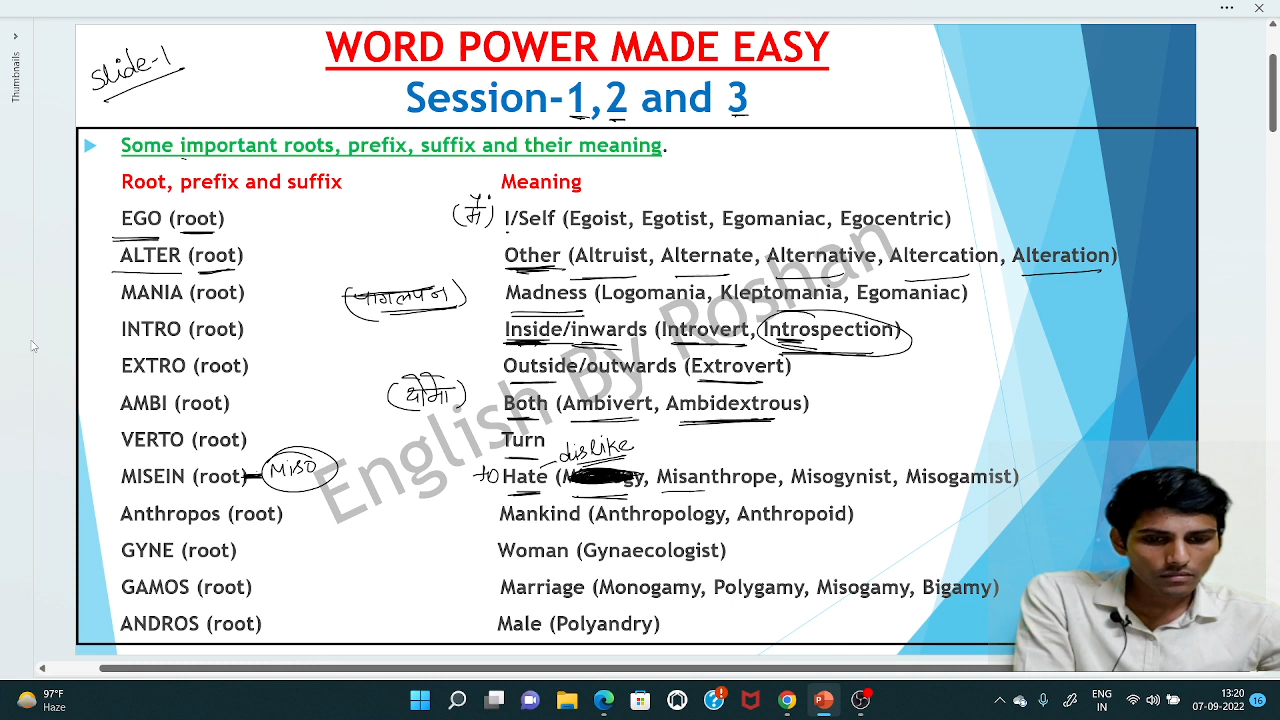 Thumbnails
Slide-1
WORD POWER MADE EASY
Session-1,2 and 3
Some important roots, prefix, suffix and their meaning.
Root, prefix and suffix Meaning
EGO (root) (मैं) I/Self (Egoist, Egotist, Egomaniac, Egocentric)
ALTER (root) Other (Altruist, Alternate, Alternative, Altercation, Alteration)
MANIA (root) (पागलपन) Madness (Logomania, Kleptomania, Egomaniac)
INTRO (root) Inside/inwards (Introvert, Introspection)
EXTRO (root) Outside/outwards (Extrovert)
AMBI (root) Both (Ambivert, Ambidextrous)
VERTO (root) Turn
dislike
MISEIN (root) MISO to Hate (Misanthrope, Misogynist, Misogamist)
Anthropos (root) Mankind (Anthropology, Anthropoid)
GYNE (root) Woman (Gynaecologist)
GAMOS (root) Marriage (Monogamy, Polygamy, Misogamy, Bigamy)
ANDROS (root) Male (Polyandry)
English By Roshan
97°F
Haze
ENG
IN
13:20
07-09-2022
16